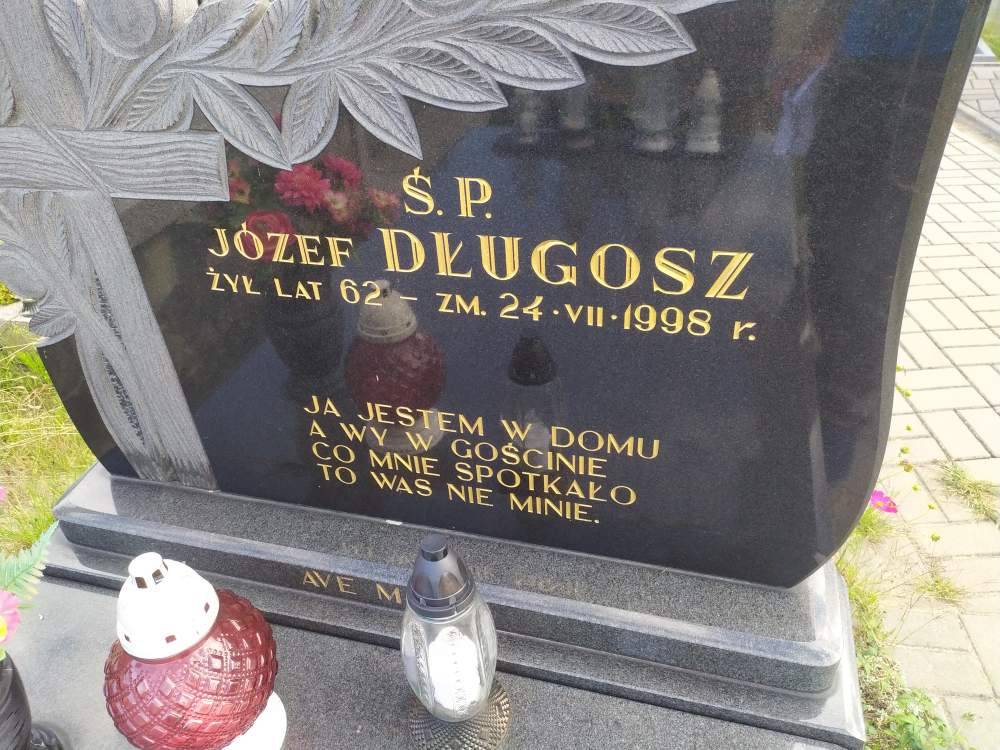 Ś. P.
JÓZEF DŁUGOSZ
ŻYŁ LAT 62 – ZM. 24·VII·1998 r.
JA JESTEM W DOMU
A WY W GOŚCINIE
CO MNIE SPOTKAŁO
TO WAS NIE MINIE.
AVE